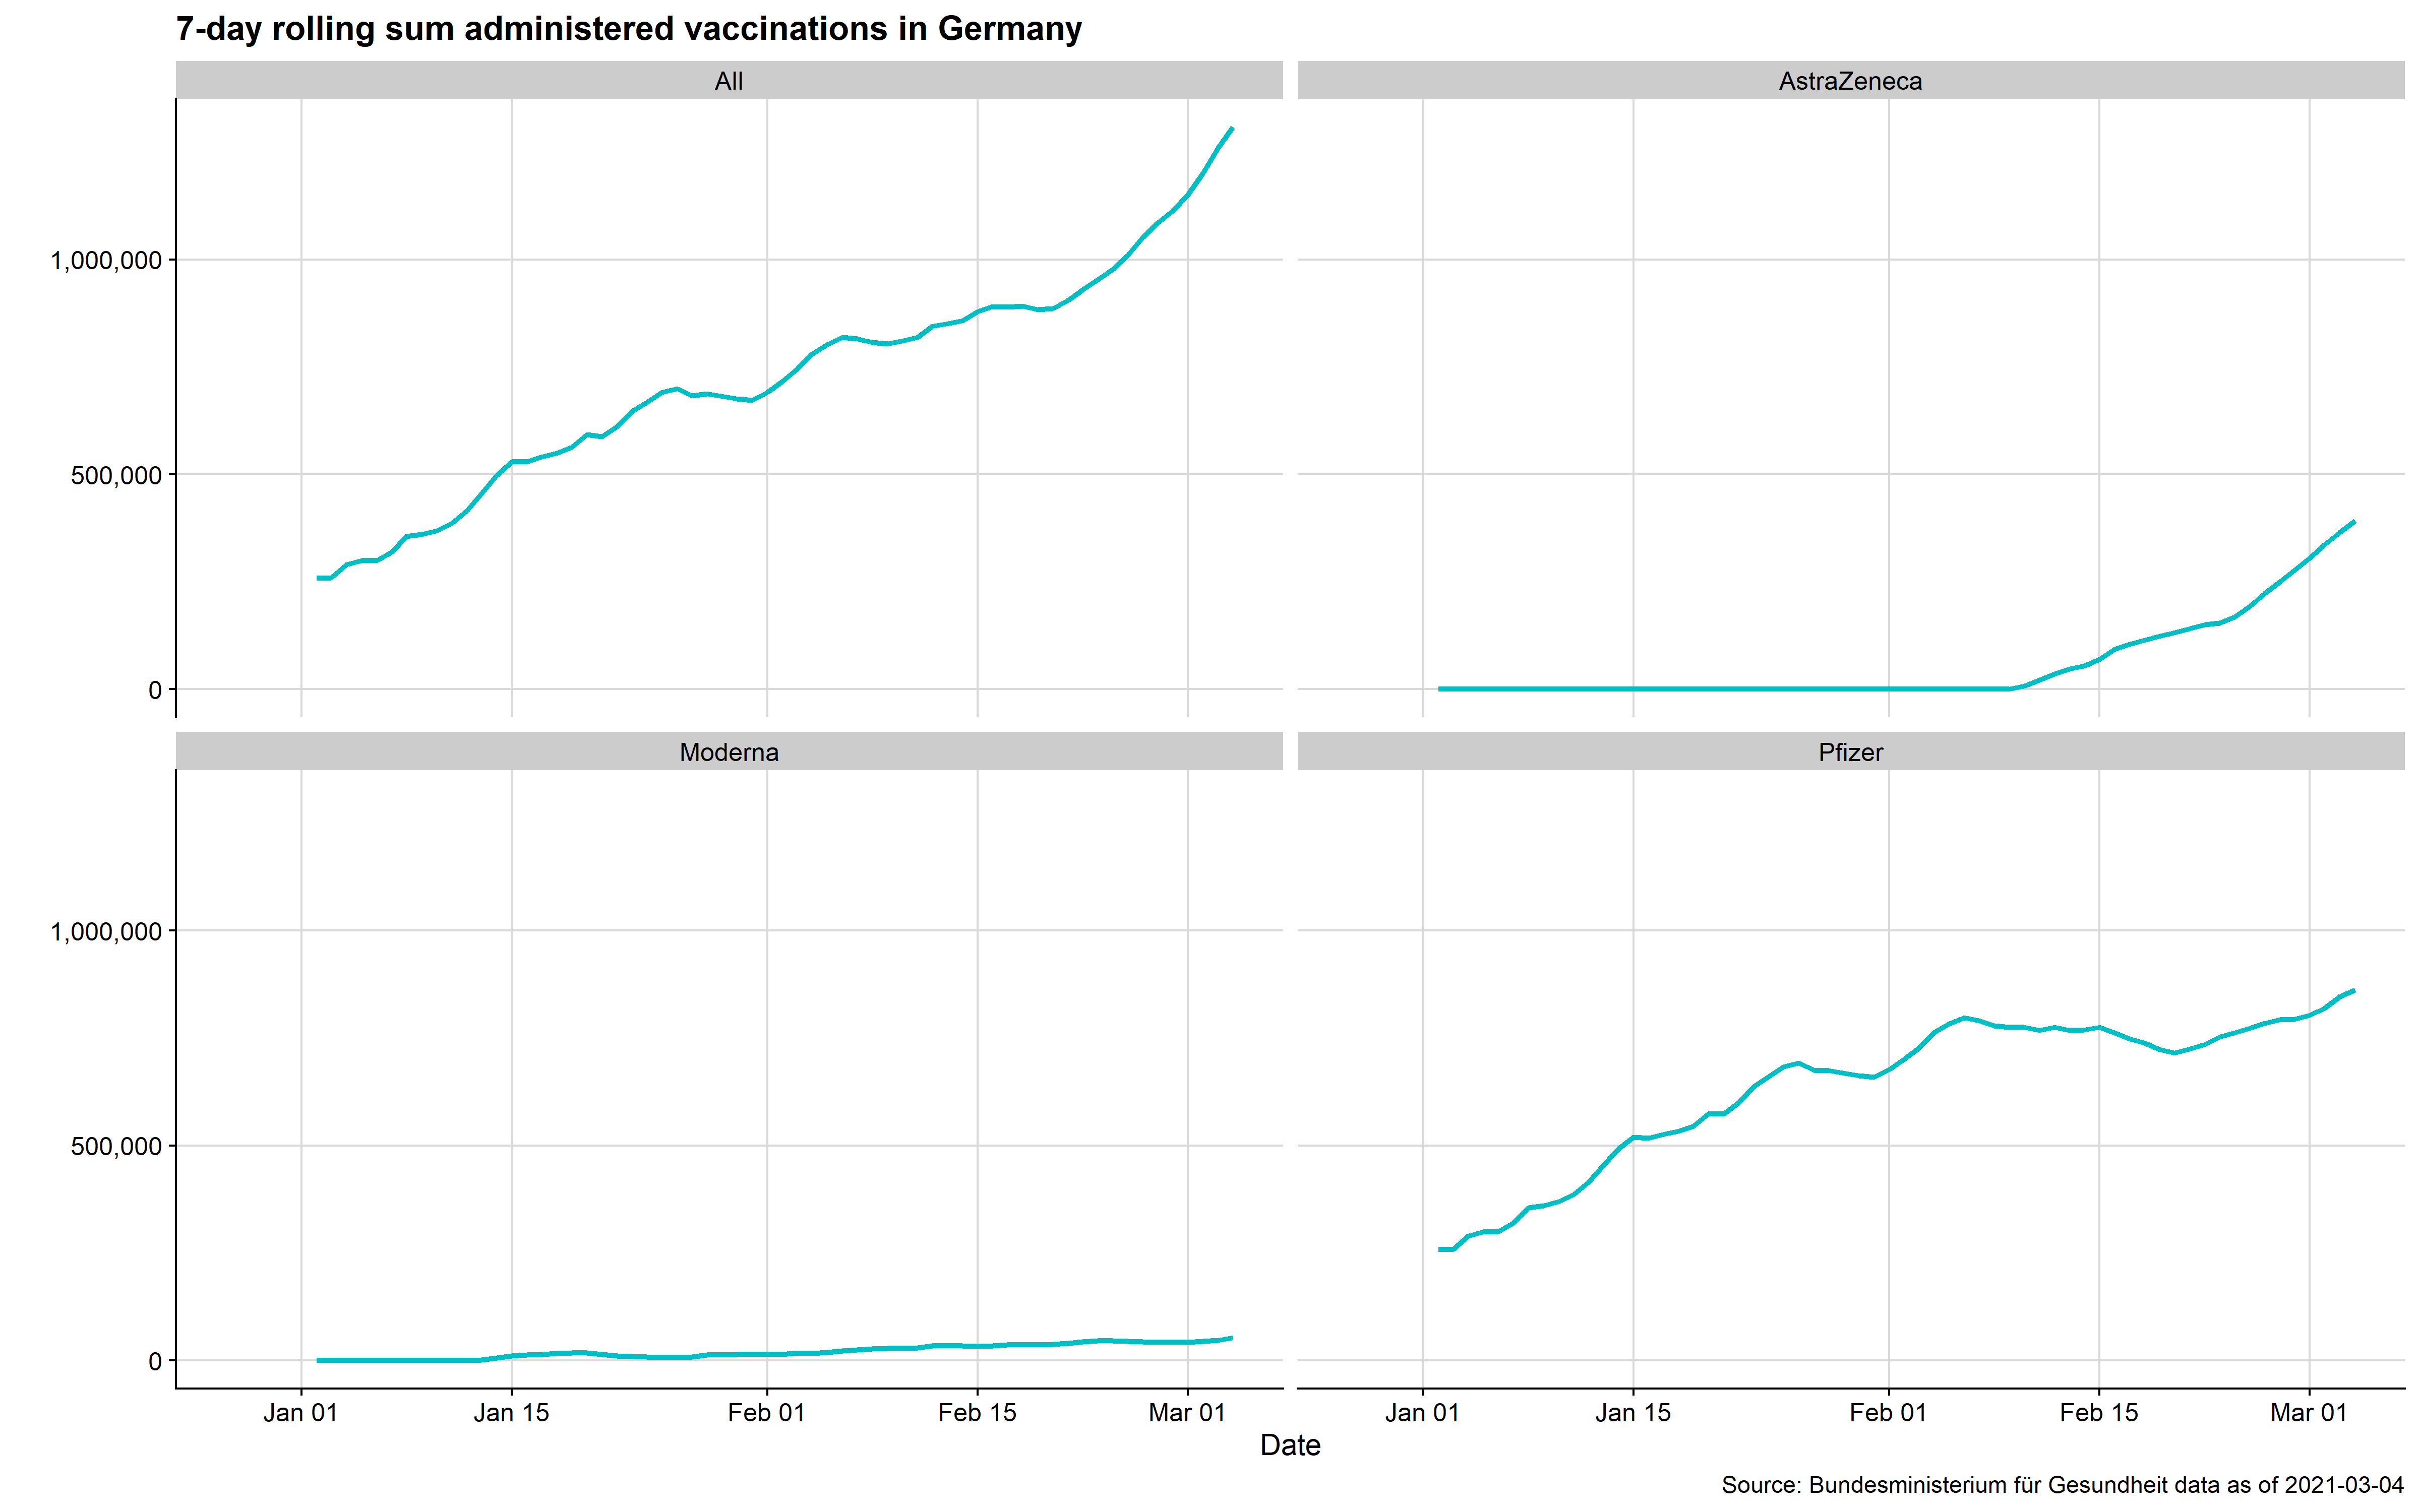 7-day rolling sum administered vaccinations in Germany
All
AstraZeneca
1,000,000
500,000
0
Moderna
Pfizer
1,000,000
500,000
0
Jan 01
Jan 15
Feb 01
Feb 15
Mar 01
Jan 01
Jan 15
Feb 01
Feb 15
Mar 01
Date
Source: Bundesministerium für Gesundheit data as of 2021-03-04